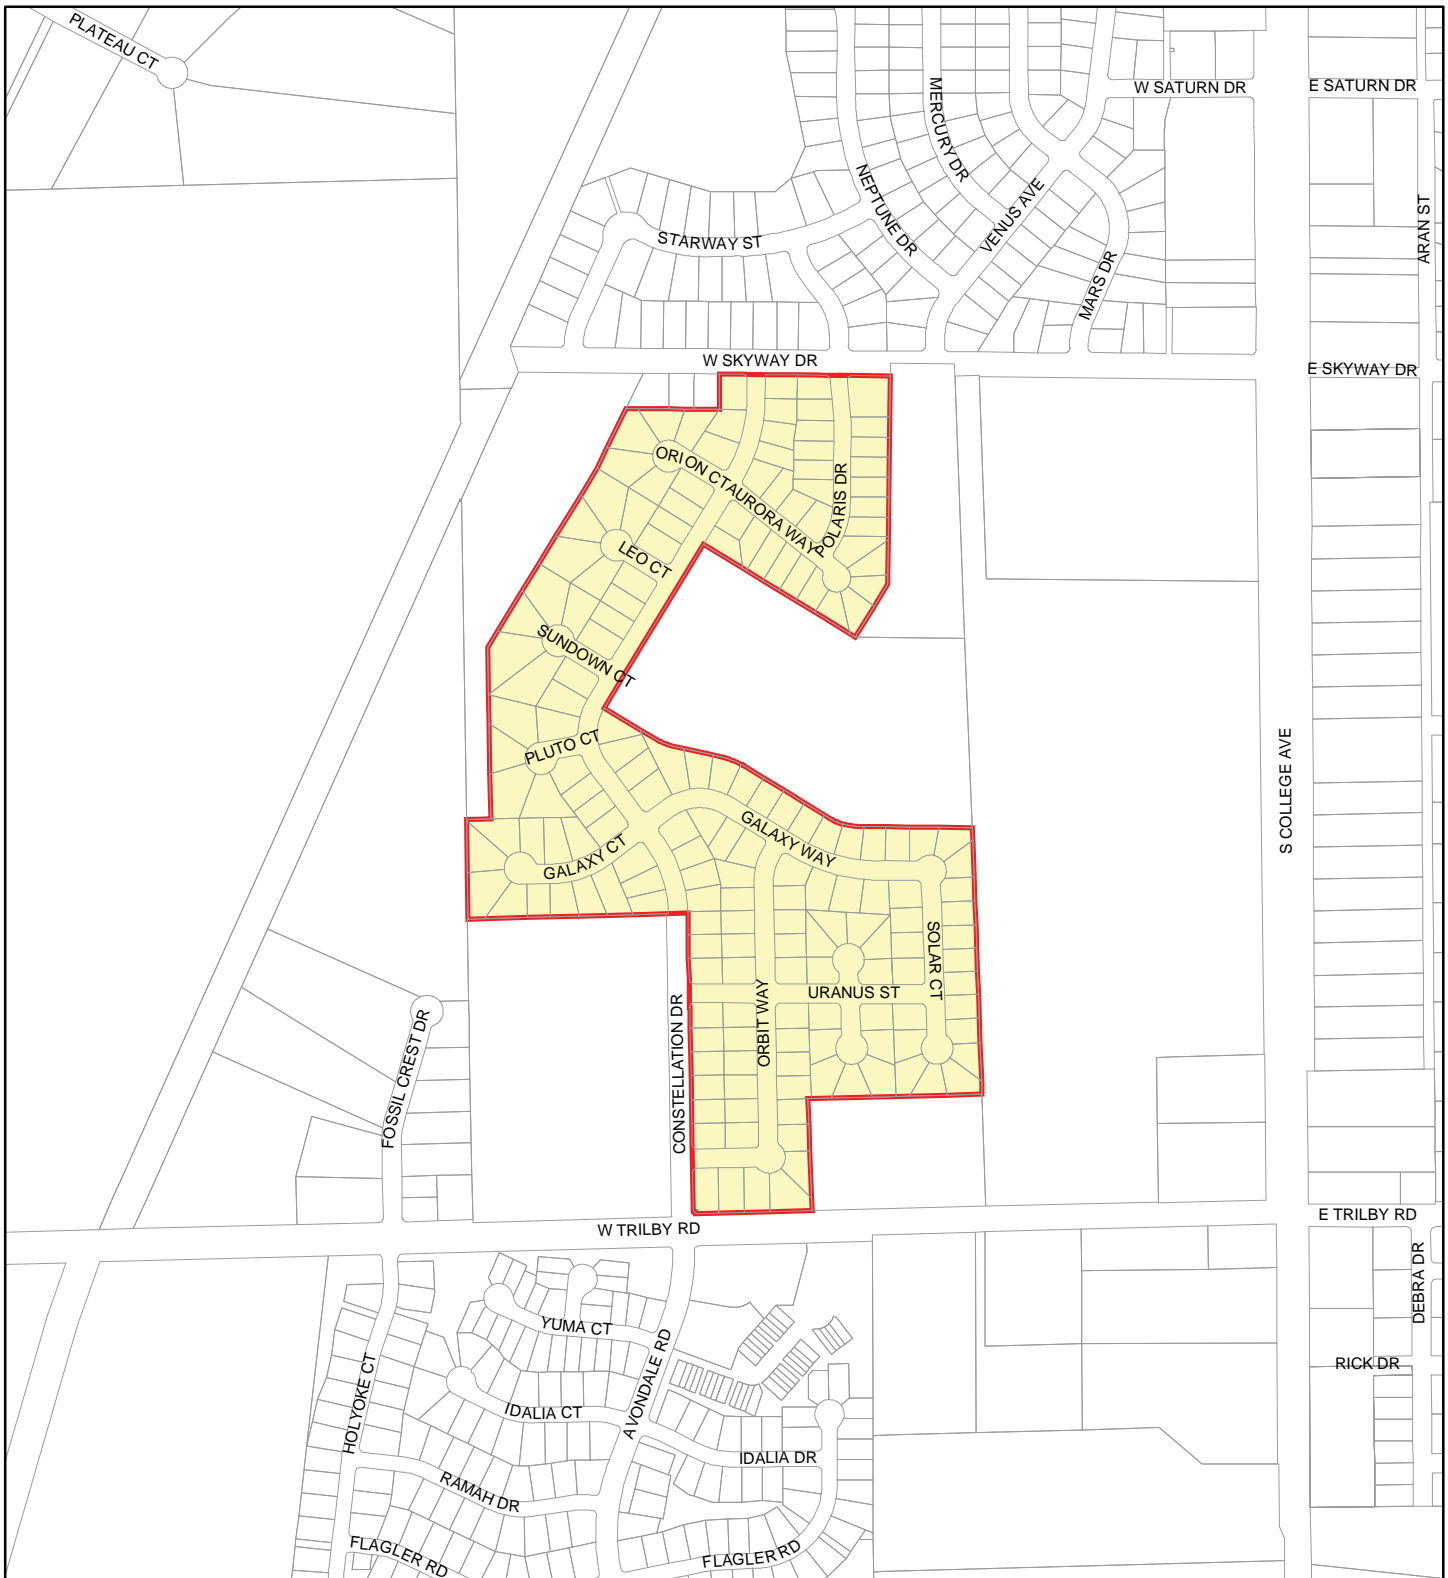 PLATEAU CT
W SATURN DR
E SATURN DR
MERCURY DR
NEPTUNE DR
VENUS AVE
ARAN ST
STARWAY ST
MARS DR
W SKYWAY DR
E SKYWAY DR
ORION CT
AURORA WAY
POLARIS DR
LEO CT
SUNDOWN CT
PLUTO CT
S COLLEGE AVE
GALAXY WAY
GALAXY CT
SOLAR CT
URANUS ST
ORBIT WAY
CONSTELLATION DR
FOSSIL CREST DR
W TRILBY RD
E TRILBY RD
DEBRA DR
YUMA CT
AVONDALE RD
RICK DR
HOLYOKE CT
IDALIA CT
IDALIA DR
RAMAH DR
FLAGLER RD
FLAGLER RD